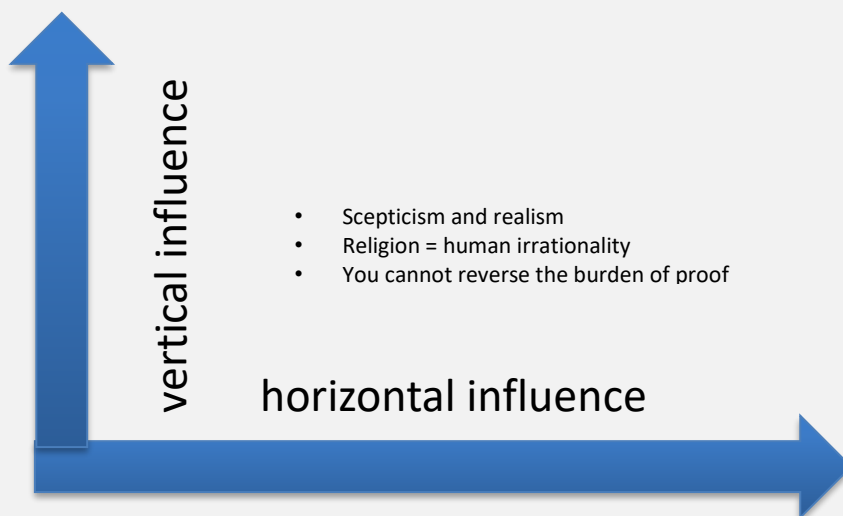 vertical influence
• Scepticism and realism
• Religion = human irrationality
• You cannot reverse the burden of proof
horizontal influence